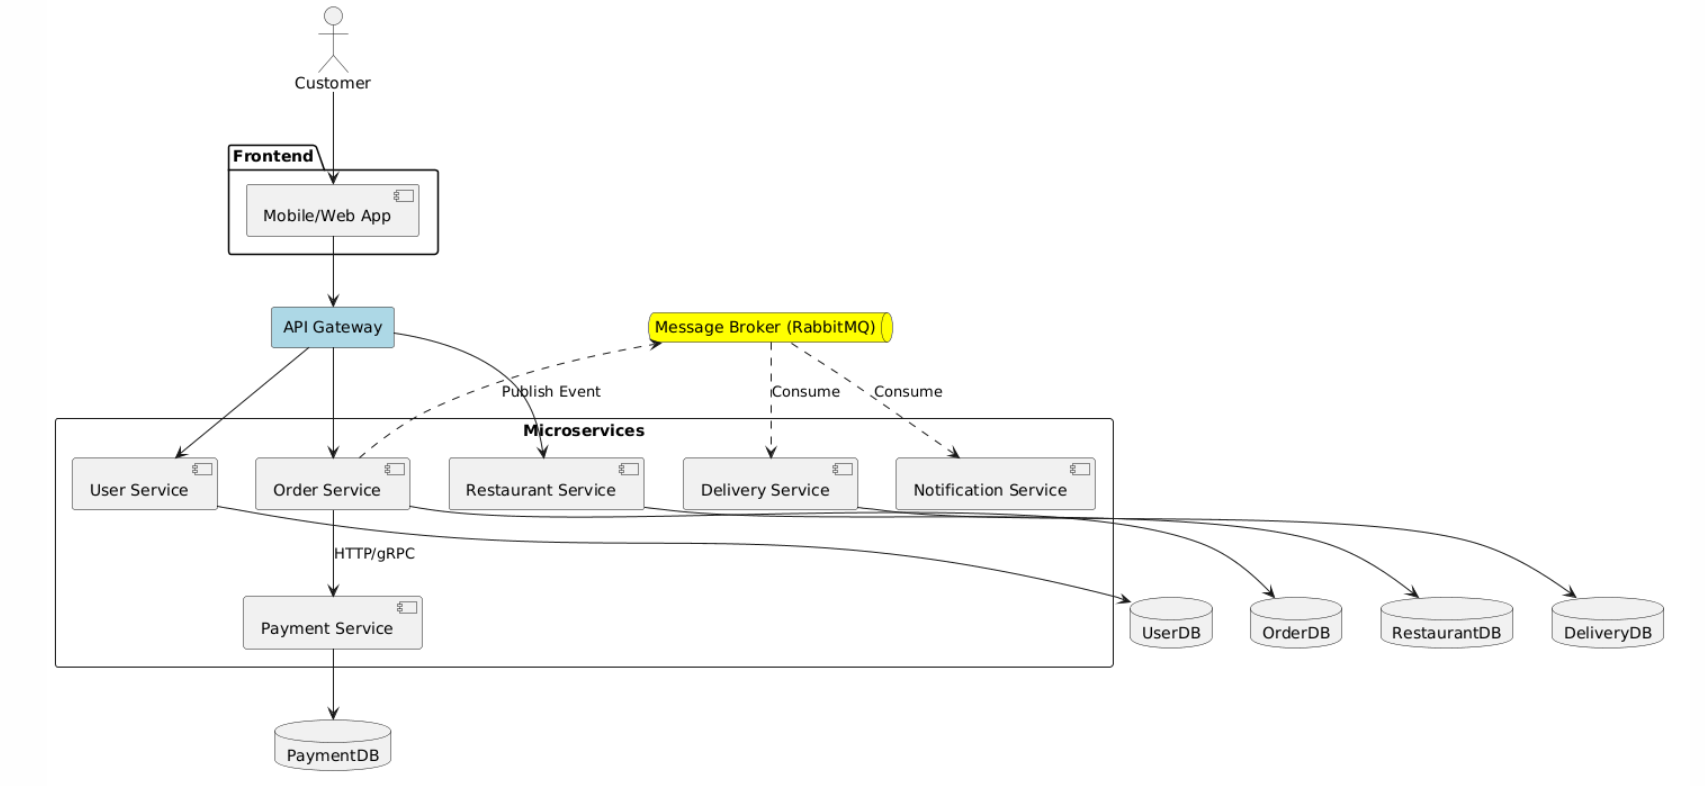 Customer
Frontend
Mobile/Web App
API Gateway
Message Broker (RabbitMQ)
Publish Event
Consume
Consume
Microservices
User Service
Order Service
Restaurant Service
Delivery Service
Notification Service
HTTP/gRPC
Payment Service
UserDB
OrderDB
RestaurantDB
DeliveryDB
PaymentDB